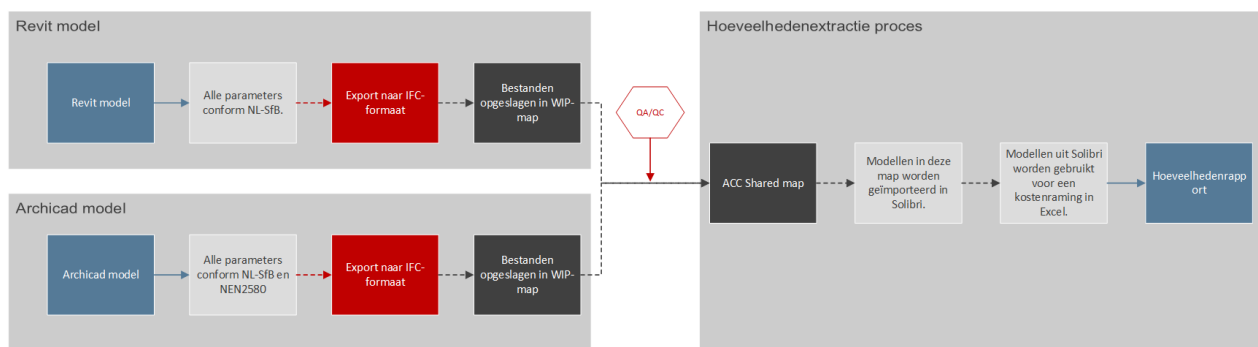 Revit model
Revit model
Alle parameters
conform NL-SfB.
Export naar IFC-
formaat
Bestanden
opgeslagen in WIP-
map
Archicad model
Archicad model
Alle parameters
conform NL-SfB en
NEN2580
Export naar IFC-
formaat
Bestanden
opgeslagen in WIP-
map
QA/QC
Hoeveelhedenextractie proces
ACC Shared map
Modellen in deze
map worden
geïmporteerd in
Solibri.
Modellen uit Solibri
worden gebruikt
voor een
kostenraming in
Excel.
Hoeveelhedenrapp
ort